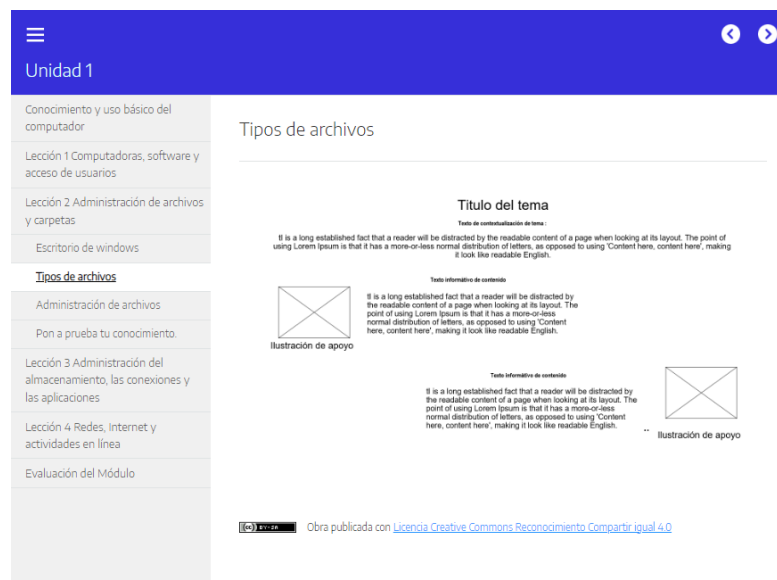 Unidad 1
Conocimiento y uso básico del
computador
Lección 1 Computadoras, software y
acceso de usuarios
Lección 2 Administración de archivos
y carpetas
Escritorio de windows
Tipos de archivos
Administración de archivos
Pon a prueba tu conocimiento.
Lección 3 Administración del
almacenamiento, las conexiones y
las aplicaciones
Lección 4 Redes, Internet y
actividades en línea
Evaluación del Módulo
Tipos de archivos
Titulo del tema
Texto de contextualización de tema :
tl is a long established fact that a reader will be distracted by the readable content of a page when looking at its layout. The point of
using Lorem Ipsum is that it has a more-or-less normal distribution of letters, as opposed to using 'Content here, content here', making
it look like readable English.
Texto informátivo de contenido
tl is a long established fact that a reader will be distracted by
the readable content of a page when looking at its layout. The
point of using Lorem Ipsum is that it has a more-or-less
normal distribution of letters, as opposed to using 'Content
here, content here', making it look like readable English.
Ilustración de apoyo
Texto informátivo de contenido
tl is a long established fact that a reader will be distracted by
the readable content of a page when looking at its layout. The
point of using Lorem Ipsum is that it has a more-or-less
normal distribution of letters, as opposed to using 'Content
here, content here', making it look like readable English.
..
Ilustración de apoyo
(cc) BY-SA
Obra publicada con Licencia Creative Commons Reconocimiento Compartir igual 4.0